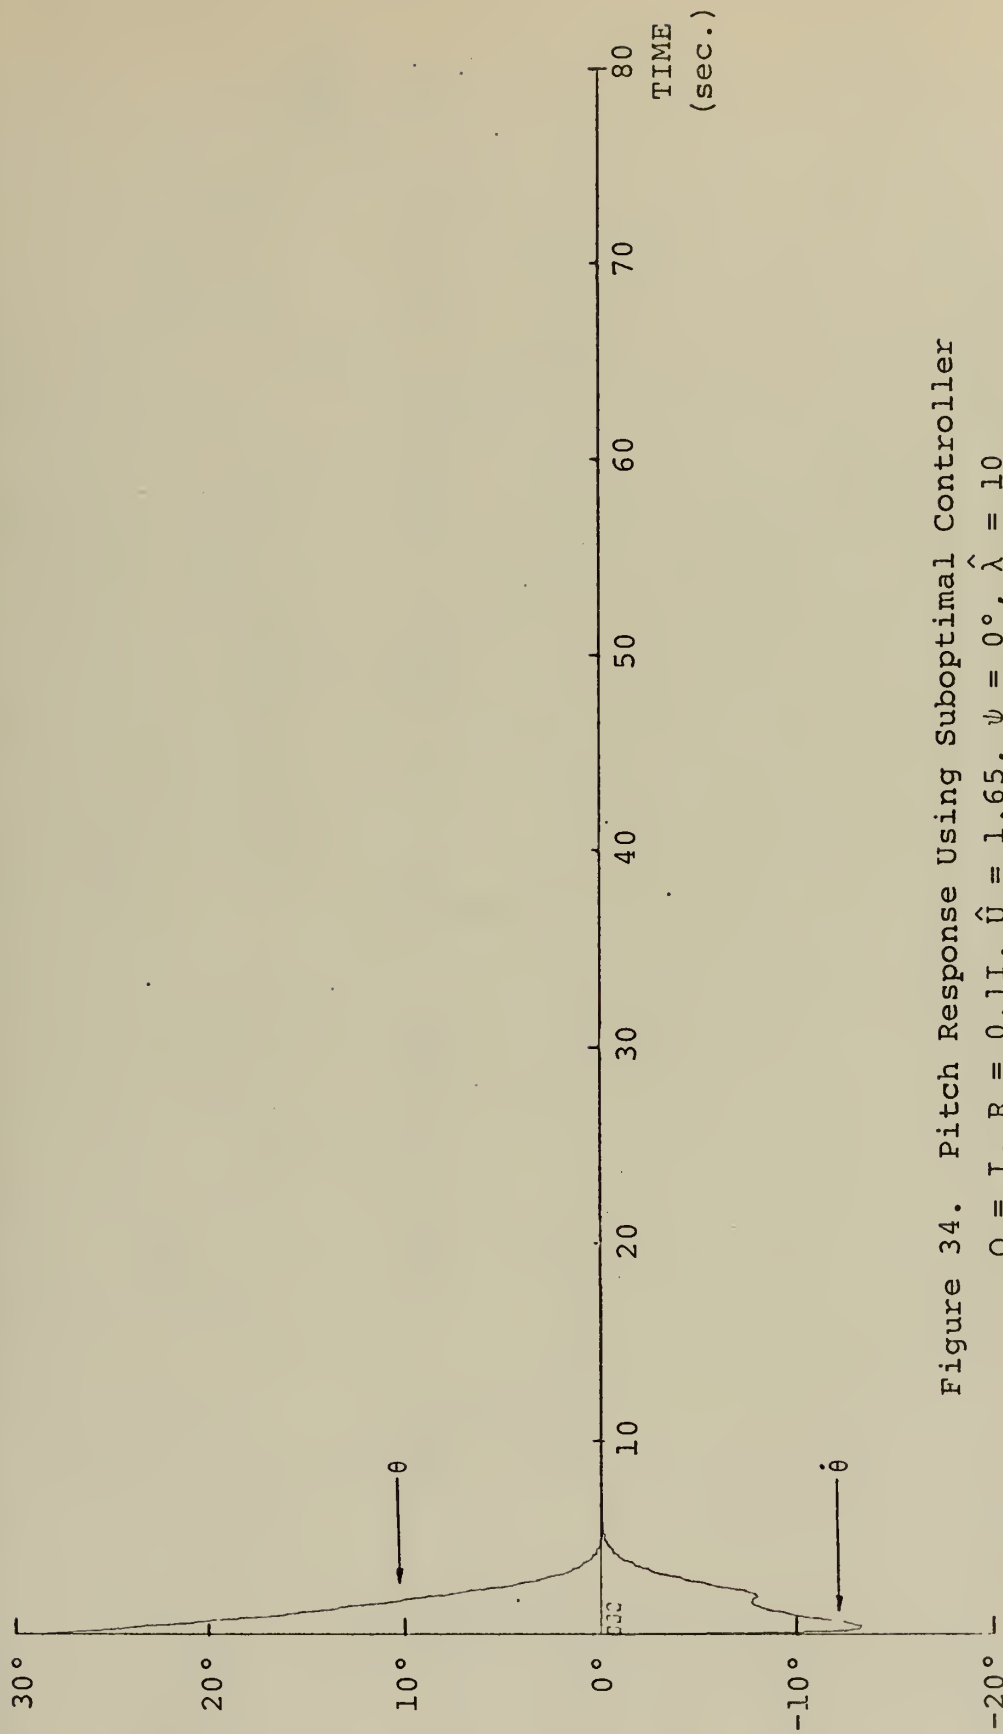 30°
20°
10°
0°
-10°
-20°
θ
θ̇
10
20
30
40
50
60
70
80
TIME
(sec.)
Figure 34. Pitch Response Using Suboptimal Controller
Q = I, R = 0.1I, Û = 1.65, ψ = 0°, λ̂ = 10